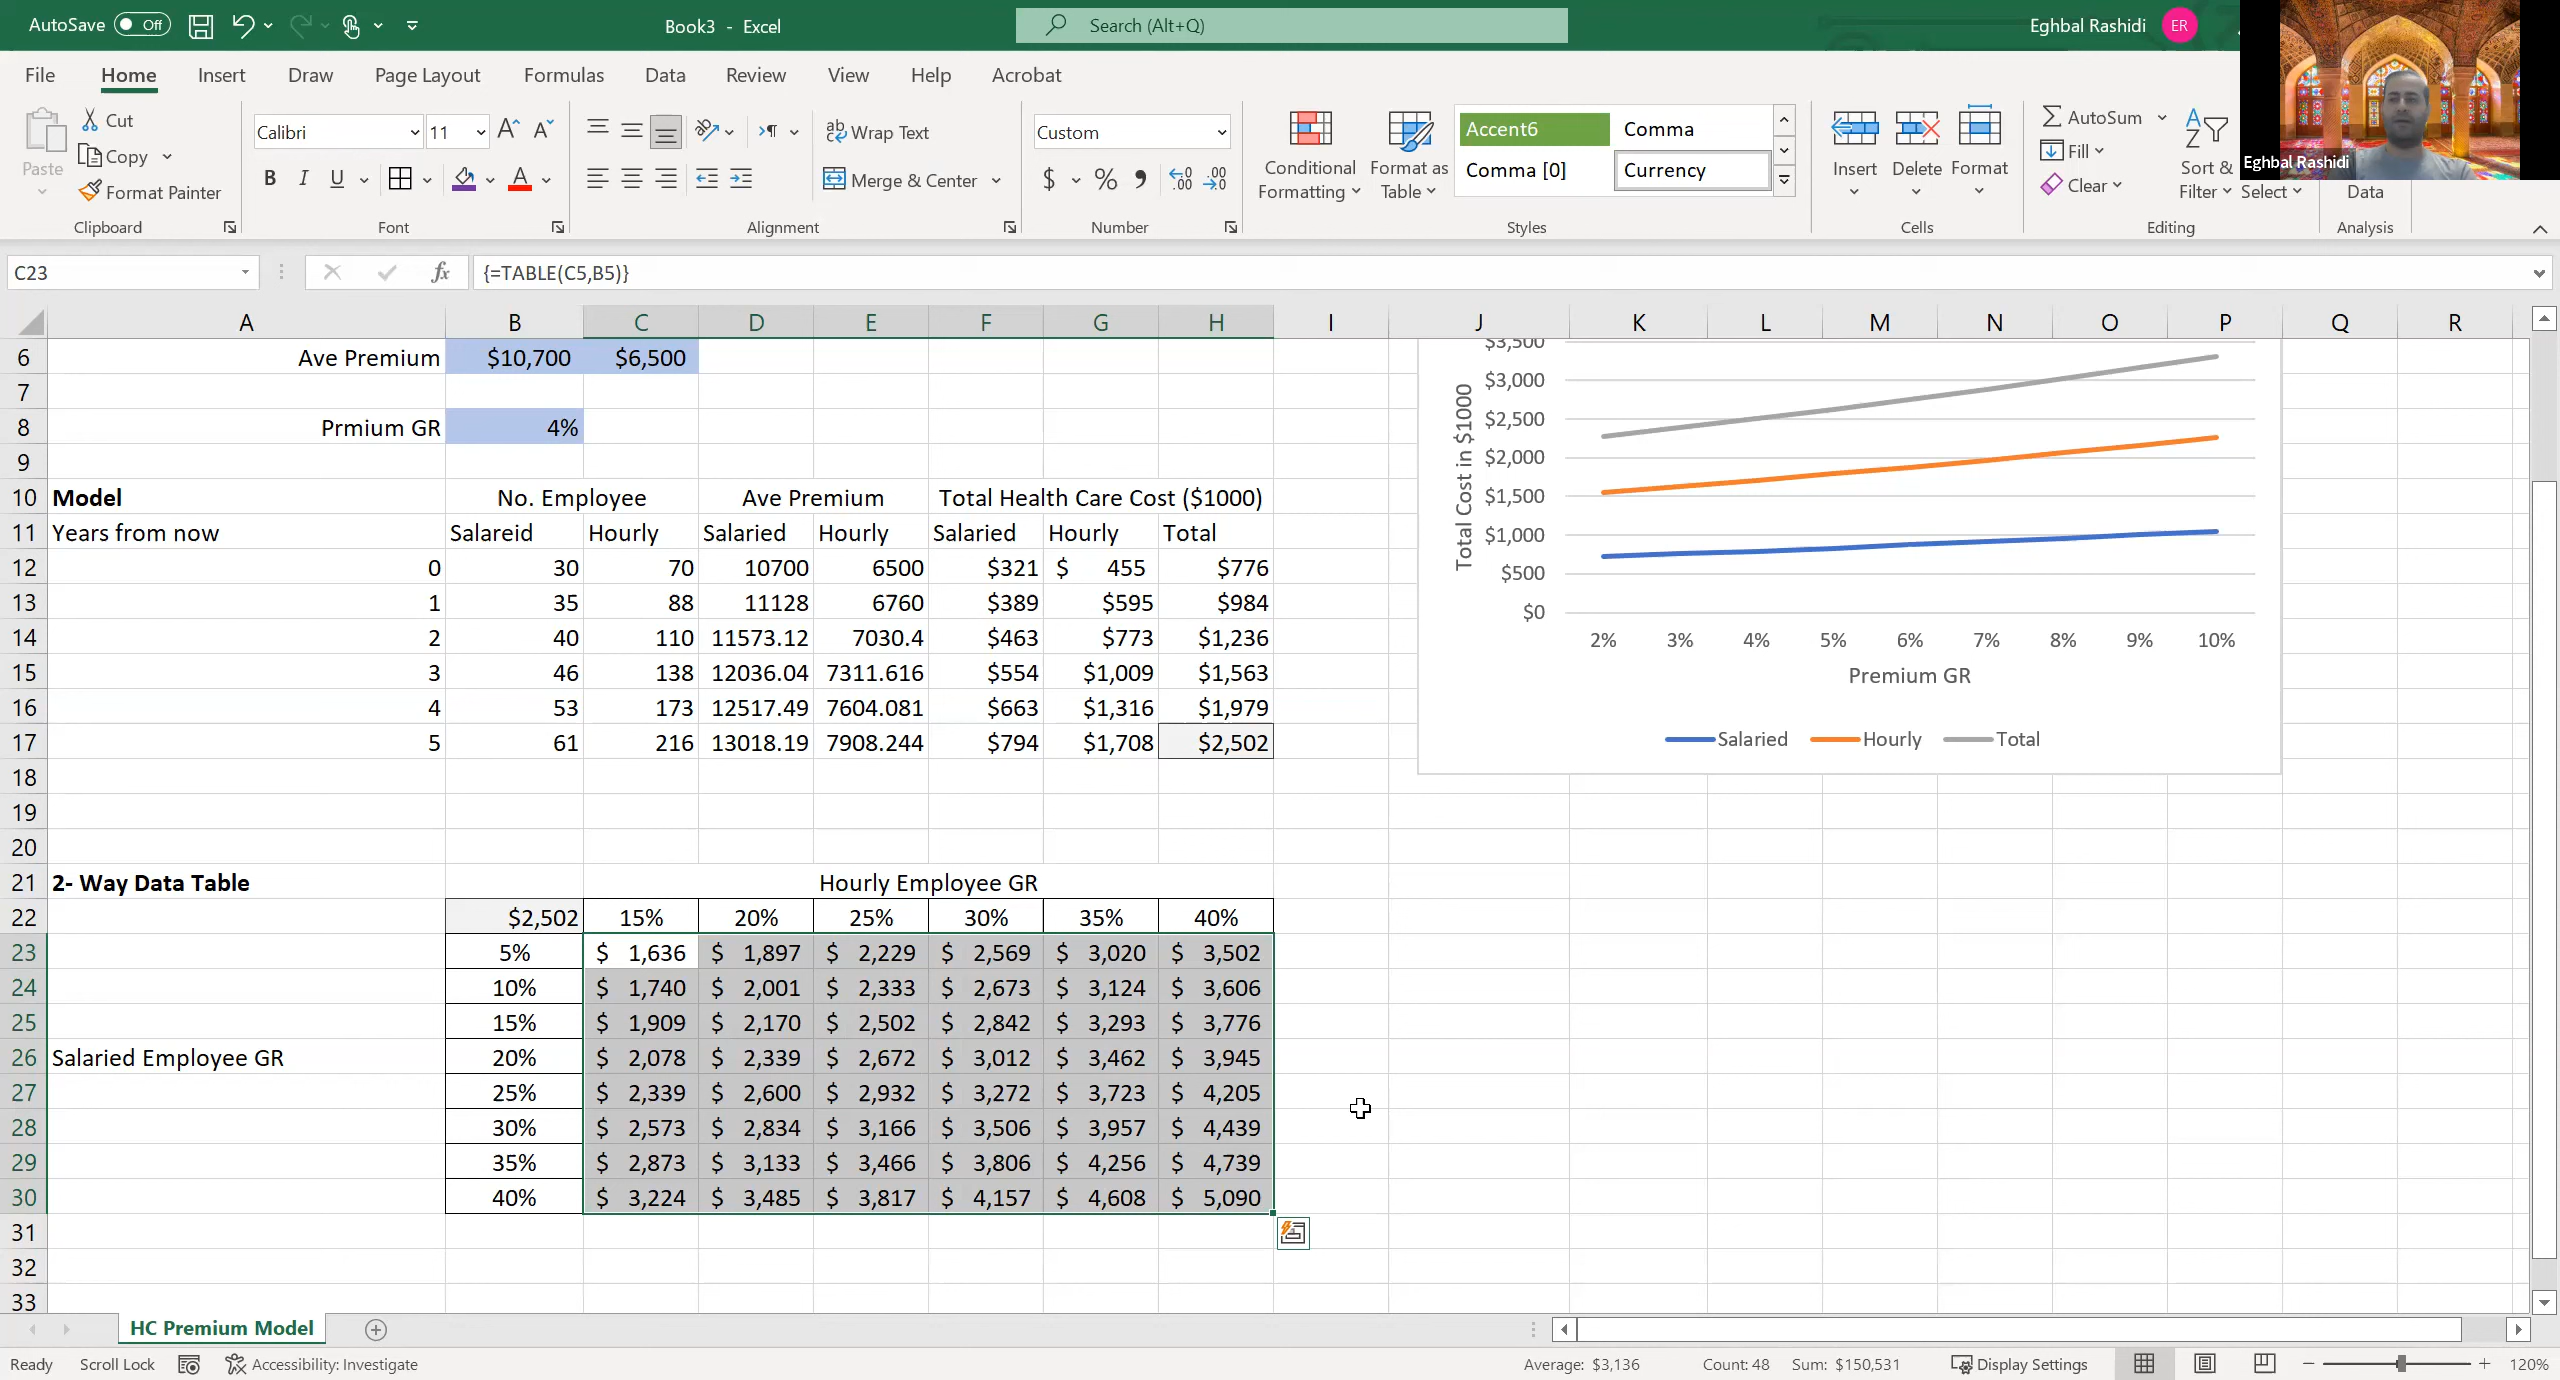 AutoSave Off Book3 - Excel Search (Alt+Q) Eghbal Rashidi ER
File Home Insert Draw Page Layout Formulas Data Review View Help Acrobat
Paste Cut
Copy
Format Painter
Clipboard
Calibri 11
B I U
Font
ab Wrap Text
Merge & Center
Alignment
Custom
$ % 9
Number
Conditional Formatting
Format as Table
Accent6 Comma
Comma [0] Currency
Styles
Insert Delete Format
Cells
AutoSum
Fill
Clear
Sort & Filter
Select
Editing
Data
Analysis
Eghbal Rashidi
C23 fx {=TABLE(C5,B5)}
A B C D E F G H I J K L M N O P Q R
6 Ave Premium $10,700 $6,500
7
8 Prmium GR 4%
9
10 Model No. Employee Ave Premium Total Health Care Cost ($1000)
11 Years from now Salareid Hourly Salaried Hourly Salaried Hourly Total
12 0 30 70 10700 6500 $321 $ 455 $776
13 1 35 88 11128 6760 $389 $595 $984
14 2 40 110 11573.12 7030.4 $463 $773 $1,236
15 3 46 138 12036.04 7311.616 $554 $1,009 $1,563
16 4 53 173 12517.49 7604.081 $663 $1,316 $1,979
17 5 61 216 13018.19 7908.244 $794 $1,708 $2,502
18
19
20
21 2- Way Data Table Hourly Employee GR
22 $2,502 15% 20% 25% 30% 35% 40%
23 5% $ 1,636 $ 1,897 $ 2,229 $ 2,569 $ 3,020 $ 3,502
24 10% $ 1,740 $ 2,001 $ 2,333 $ 2,673 $ 3,124 $ 3,606
25 15% $ 1,909 $ 2,170 $ 2,502 $ 2,842 $ 3,293 $ 3,776
26 Salaried Employee GR 20% $ 2,078 $ 2,339 $ 2,672 $ 3,012 $ 3,462 $ 3,945
27 25% $ 2,339 $ 2,600 $ 2,932 $ 3,272 $ 3,723 $ 4,205
28 30% $ 2,573 $ 2,834 $ 3,166 $ 3,506 $ 3,957 $ 4,439
29 35% $ 2,873 $ 3,133 $ 3,466 $ 3,806 $ 4,256 $ 4,739
30 40% $ 3,224 $ 3,485 $ 3,817 $ 4,157 $ 4,608 $ 5,090
31
32
33
Total Cost in $1000
$3,500
$3,000
$2,500
$2,000
$1,500
$1,000
$500
$0
2% 3% 4% 5% 6% 7% 8% 9% 10%
Premium GR
Salaried Hourly Total
HC Premium Model
Ready Scroll Lock Accessibility: Investigate Average: $3,136 Count: 48 Sum: $150,531 Display Settings 120%